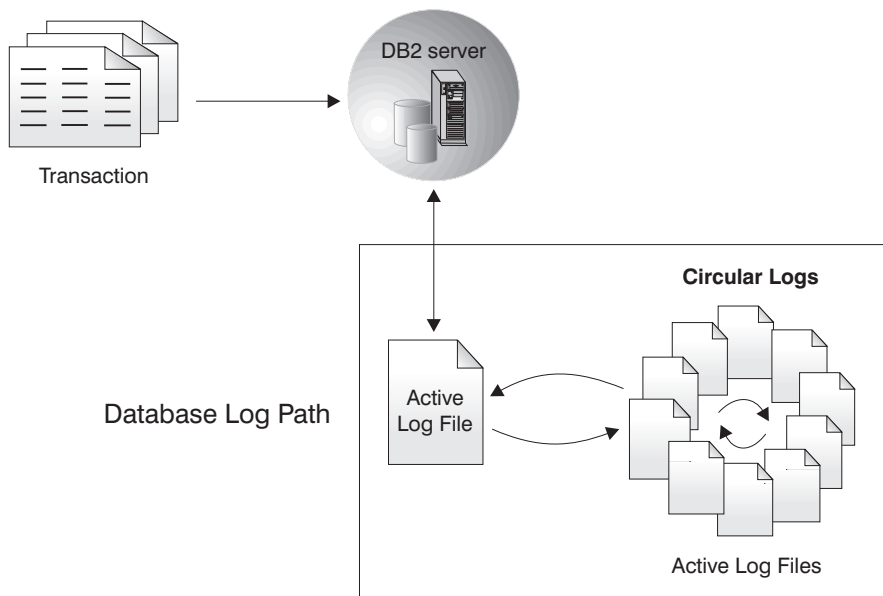 DB2 server
Transaction
Circular Logs
Active
Log File
Database Log Path
Active Log Files